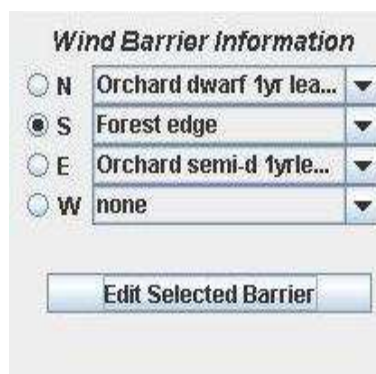 Wind Barrier Information
N Orchard dwarf 1yr lea...
S Forest edge
E Orchard semi-d 1yrle...
W none
Edit Selected Barrier